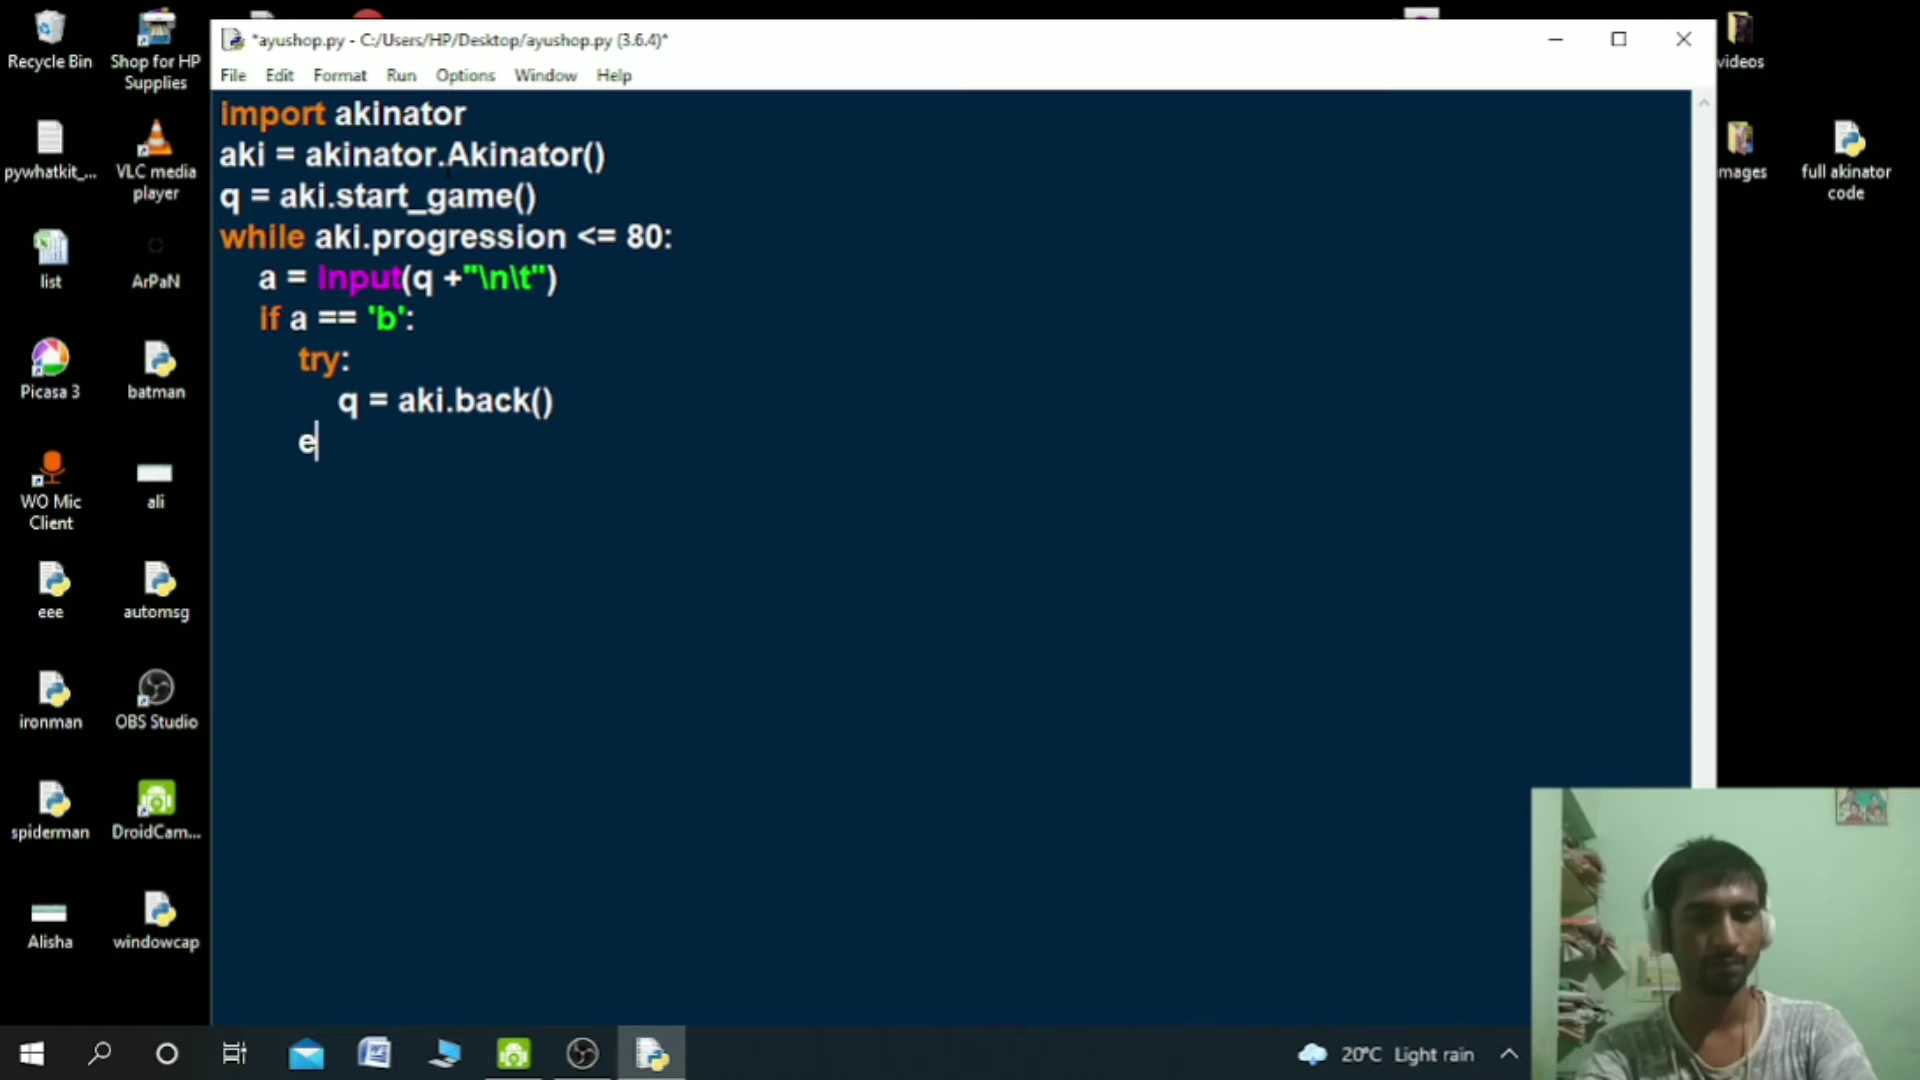 Recycle Bin
Shop for HP
Supplies
pywhatkit_...
VLC media
player
list
ArPaN
Picasa 3
batman
WO Mic
Client
ali
eee
automsg
ironman
OBS Studio
spiderman
DroidCam...
Alisha
windowcap
*ayushop.py - C:/Users/HP/Desktop/ayushop.py (3.6.4)*
File Edit Format Run Options Window Help
import akinator
aki = akinator.Akinator()
q = aki.start_game()
while aki.progression <= 80:
a = input(q +"\n\t")
if a == 'b':
try:
q = aki.back()
e
videos
mages
full akinator
code
20°C Light rain